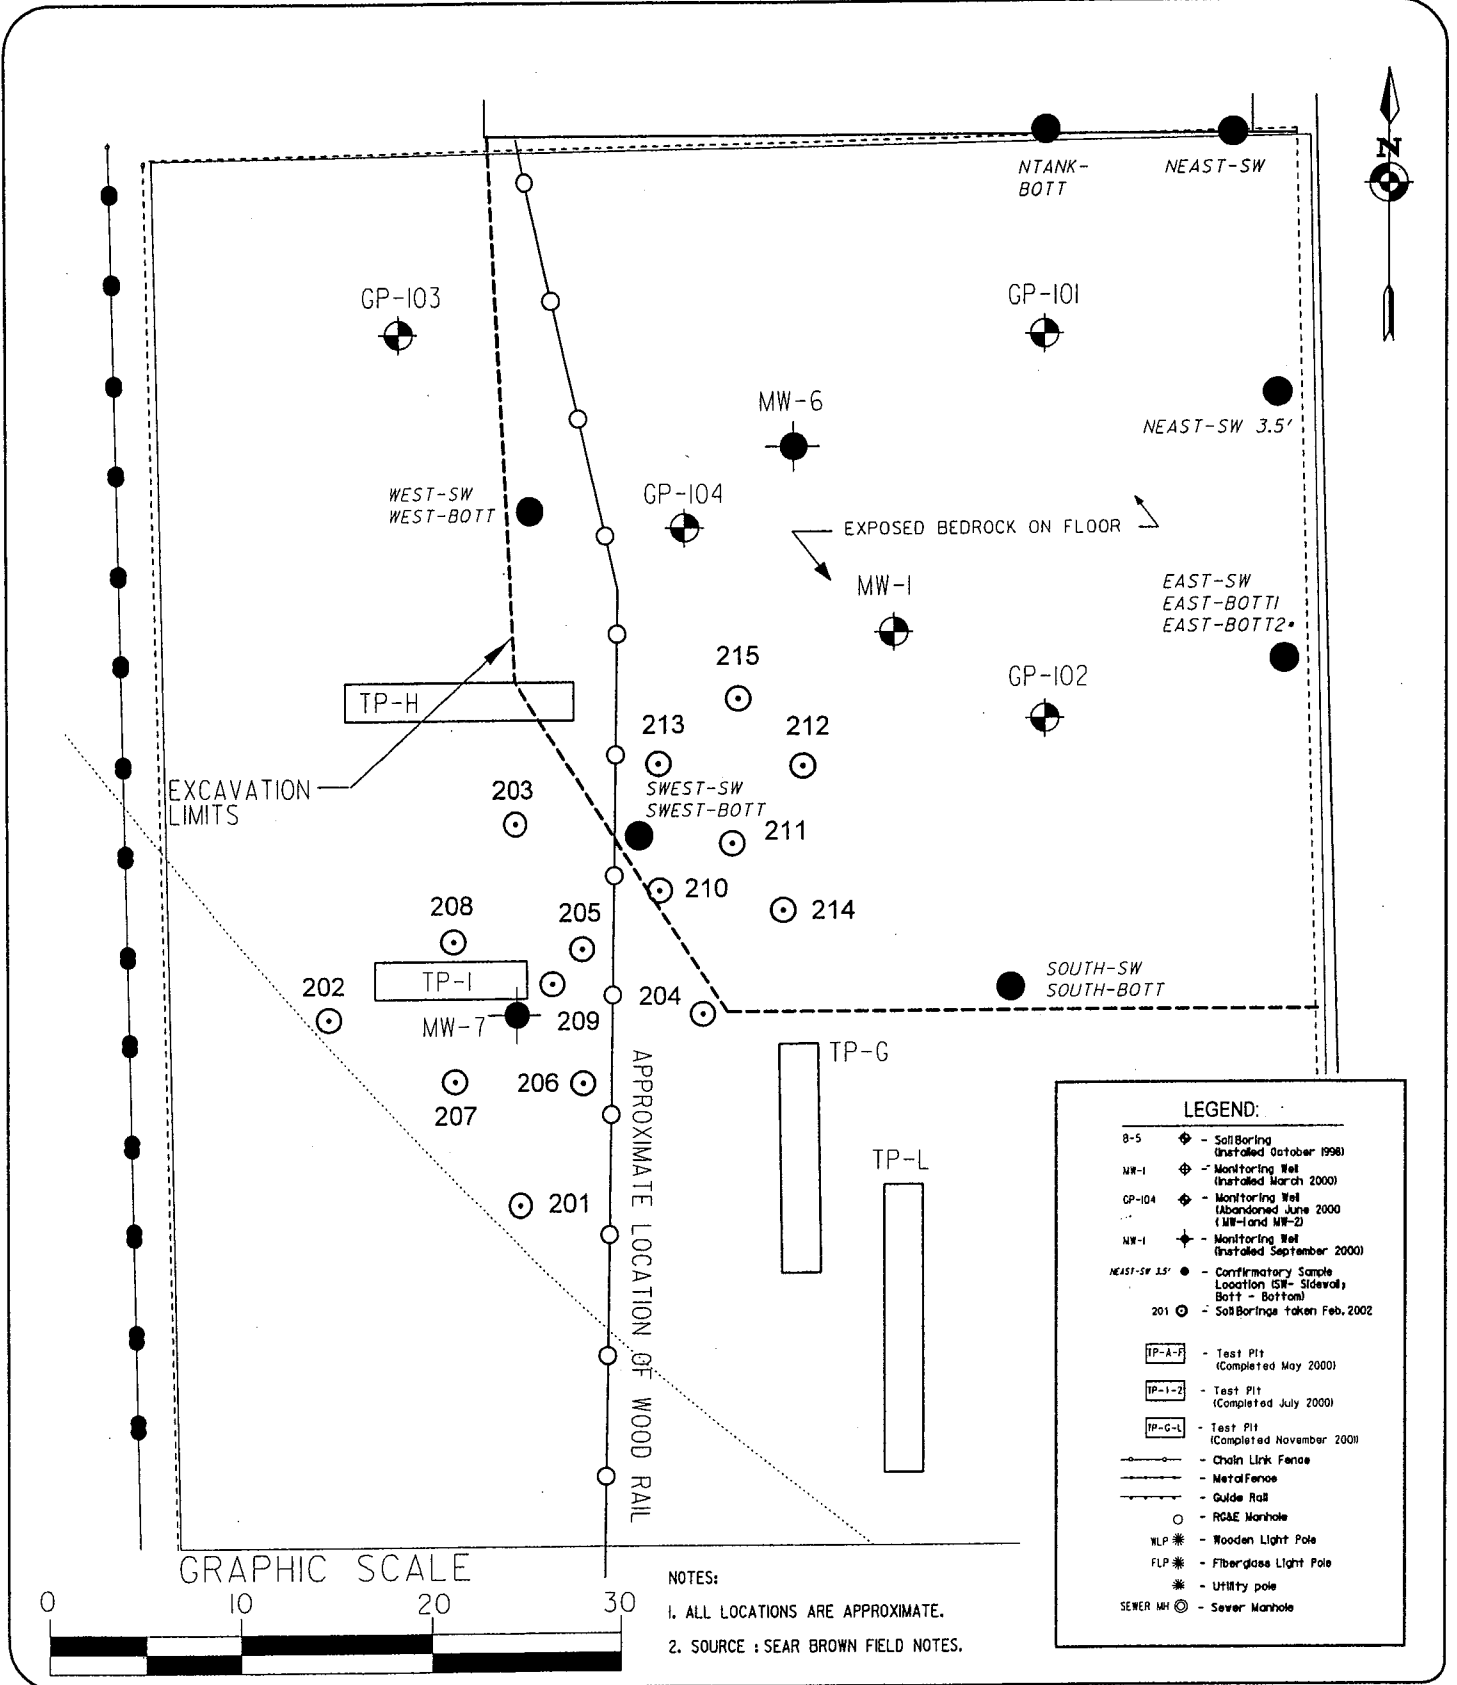 N
NTANK-
BOTT
NEAST-SW
GP-103
GP-101
MW-6
NEAST-SW 3.5'
WEST-SW
WEST-BOTT
GP-104
EXPOSED BEDROCK ON FLOOR
MW-1
EAST-SW
EAST-BOTT1
EAST-BOTT2
215
GP-102
TP-H
213
212
EXCAVATION
LIMITS
203
SWEST-SW
SWEST-BOTT
211
210
208
205
214
TP-I
202
204
SOUTH-SW
SOUTH-BOTT
MW-7
209
TP-G
206
207
APPROXIMATE LOCATION OF WOOD RAIL
TP-L
201
LEGEND:
B-5 - Soil Boring
(Installed October 1998)
MW-1 - Monitoring Well
(Installed March 2000)
GP-104 - Monitoring Well
(Abandoned June 2000
(MW-1 and MW-2)
MW-1 - Monitoring Well
(Installed September 2000)
NEAST-SW 3.5' - Confirmatory Sample
Location (SW- Sidewall;
Bott - Bottom)
201 - Soil Borings taken Feb. 2002
TP-A-F - Test Pit
(Completed May 2000)
TP-1-2 - Test Pit
(Completed July 2000)
TP-G-L - Test Pit
(Completed November 2001)
- Chain Link Fence
- Metal Fence
- Guide Rail
- RG&E Manhole
WLP - Wooden Light Pole
FLP - Fiberglass Light Pole
- Utility pole
SEWER MH - Sewer Manhole
GRAPHIC SCALE
0 10 20 30
NOTES:
1. ALL LOCATIONS ARE APPROXIMATE.
2. SOURCE : SEAR BROWN FIELD NOTES.